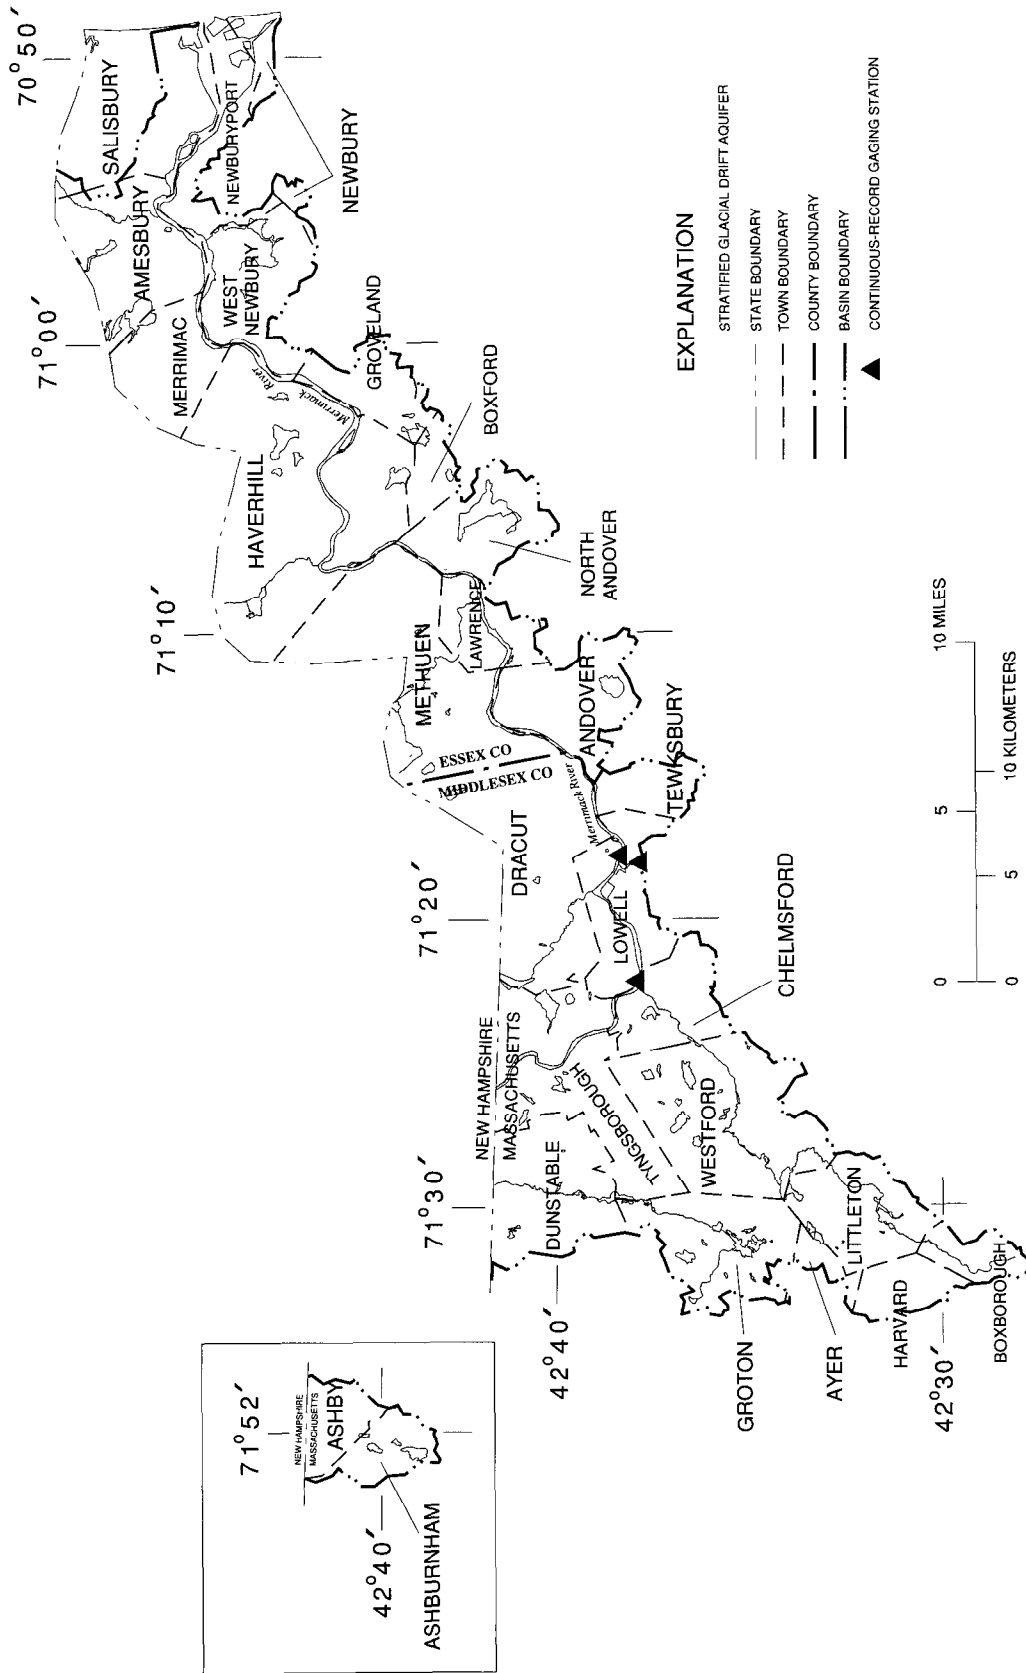 71°52′
NEW HAMPSHIRE
MASSACHUSETTS
ASHBY
42°40′
ASHBURNHAM
71°30′
71°20′
71°10′
71°00′
70°50′
NEW HAMPSHIRE
MASSACHUSETTS
DUNSTABLE
TYNGSBOROUGH
WESTFORD
42°40′
GROTON
AYER
LITTLETON
HARVARD
42°30′
BOXBOROUGH
CHELMSFORD
LOWELL
DRACUT
MIDDLESEX CO
ESSEX CO
Merrimack River
TEWKSBURY
ANDOVER
METHUEN
LAWRENCE
NORTH
ANDOVER
HAVERHILL
BOXFORD
GROVELAND
Merrimack
River
MERRIMAC
WEST
NEWBURY
AMESBURY
SALISBURY
NEWBURYPORT
NEWBURY
EXPLANATION
STRATIFIED GLACIAL DRIFT AQUIFER
STATE BOUNDARY
TOWN BOUNDARY
COUNTY BOUNDARY
BASIN BOUNDARY
CONTINUOUS-RECORD GAGING STATION
0 5 10 MILES
0 5 10 KILOMETERS